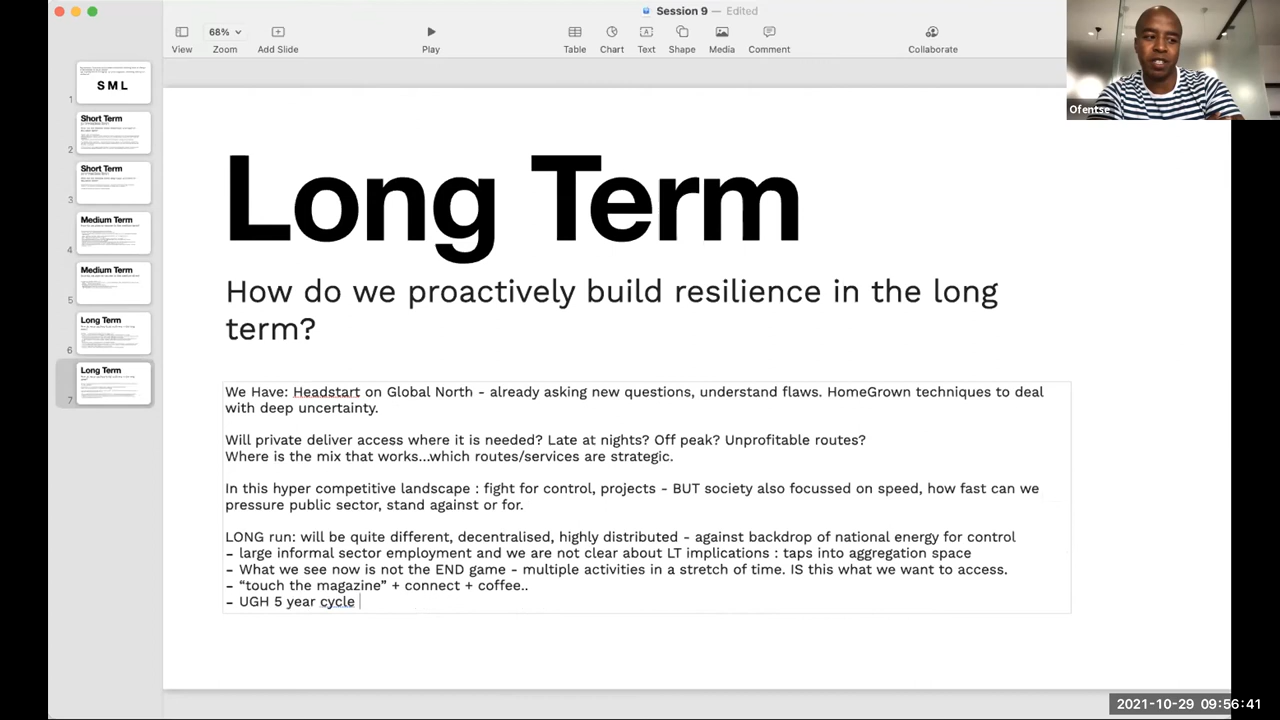 Session 9 — Edited
68%
View
Zoom
Add Slide
Play
Table
Chart
Text
Shape
Media
Comment
Collaborate
Ofentse
1
S M L
2
Short Term
3
Short Term
4
Medium Term
5
Medium Term
6
Long Term
7
Long Term
Long Term
How do we proactively build resilience in the long
term?
We Have: Headstart on Global North - already asking new questions, understand flaws. HomeGrown techniques to deal
with deep uncertainty.
Will private deliver access where it is needed? Late at nights? Off peak? Unprofitable routes?
Where is the mix that works...which routes/services are strategic.
In this hyper competitive landscape : fight for control, projects - BUT society also focussed on speed, how fast can we
pressure public sector, stand against or for.
LONG run: will be quite different, decentralised, highly distributed - against backdrop of national energy for control
- large informal sector employment and we are not clear about LT implications : taps into aggregation space
- What we see now is not the END game - multiple activities in a stretch of time. IS this what we want to access.
- “touch the magazine” + connect + coffee..
- UGH 5 year cycle
2021-10-29 09:56:41